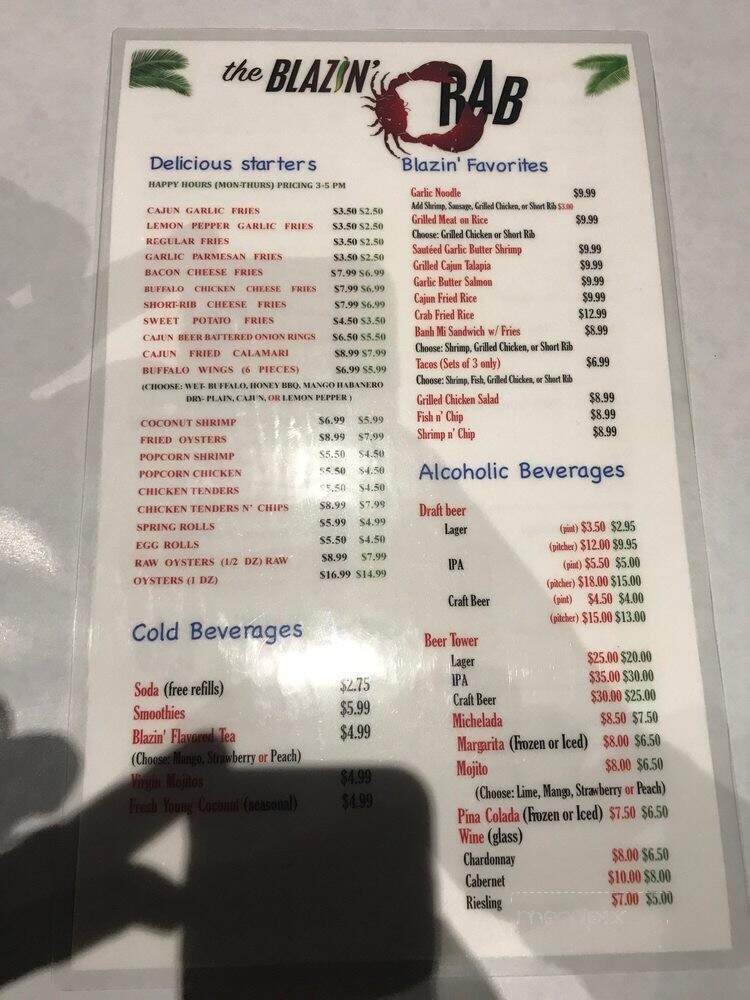 the BLAZIN' CRAB
Delicious starters
HAPPY HOURS (MON-THURS) PRICING 3-5 PM
CAJUN GARLIC FRIES $3.50 $2.50
LEMON PEPPER GARLIC FRIES $3.50 $2.50
REGULAR FRIES $3.50 $2.50
GARLIC PARMESAN FRIES $3.50 $2.50
BACON CHEESE FRIES $7.99 $6.99
BUFFALO CHICKEN CHEESE FRIES $7.99 $6.99
SHORT-RIB CHEESE FRIES $7.99 $6.99
SWEET POTATO FRIES $4.50 $3.50
CAJUN BEER BATTERED ONION RINGS $6.50 $5.50
CAJUN FRIED CALAMARI $8.99 $7.99
BUFFALO WINGS (6 PIECES) $6.99 $5.99
(CHOOSE: WET- BUFFALO, HONEY BBQ, MANGO HABANERO
DRY- PLAIN, CAJUN, OR LEMON PEPPER )
COCONUT SHRIMP $6.99 $5.99
FRIED OYSTERS $8.99 $7.99
POPCORN SHRIMP $5.50 $4.50
POPCORN CHICKEN $5.50 $4.50
CHICKEN TENDERS $5.50 $4.50
CHICKEN TENDERS N' CHIPS $8.99 $7.99
SPRING ROLLS $5.99 $4.99
EGG ROLLS $5.50 $4.50
RAW OYSTERS (1/2 DZ) RAW $8.99 $7.99
OYSTERS (1 DZ) $16.99 $14.99
Cold Beverages
Soda (free refills) $2.75
Smoothies $5.99
Blazin' Flavored Tea $4.99
(Choose: Mango, Strawberry or Peach)
Virgin Mojitos $4.99
Fresh Young Coconut (seasonal) $4.99
Blazin' Favorites
Garlic Noodle $9.99
Add Shrimp, Sausage, Grilled Chicken, or Short Rib $3.00
Grilled Meat on Rice $9.99
Choose: Grilled Chicken or Short Rib
Sautéed Garlic Butter Shrimp $9.99
Grilled Cajun Talapia $9.99
Garlic Butter Salmon $9.99
Cajun Fried Rice $9.99
Crab Fried Rice $12.99
Banh Mi Sandwich w/ Fries $8.99
Choose: Shrimp, Grilled Chicken, or Short Rib
Tacos (Sets of 3 only) $6.99
Choose: Shrimp, Fish, Grilled Chicken, or Short Rib
Grilled Chicken Salad $8.99
Fish n' Chip $8.99
Shrimp n' Chip $8.99
Alcoholic Beverages
Draft beer
Lager (pint) $3.50 $2.95
(pitcher) $12.00 $9.95
IPA (pint) $5.50 $5.00
(pitcher) $18.00 $15.00
Craft Beer (pint) $4.50 $4.00
(pitcher) $15.00 $13.00
Beer Tower
Lager $25.00 $20.00
IPA $35.00 $30.00
Craft Beer $30.00 $25.00
Michelada $8.50 $7.50
Margarita (Frozen or Iced) $8.00 $6.50
Mojito $8.00 $6.50
(Choose: Lime, Mango, Strawberry or Peach)
Pina Colada (Frozen or Iced) $7.50 $6.50
Wine (glass)
Chardonnay $8.00 $6.50
Cabernet $10.00 $8.00
Riesling $7.00 $5.00